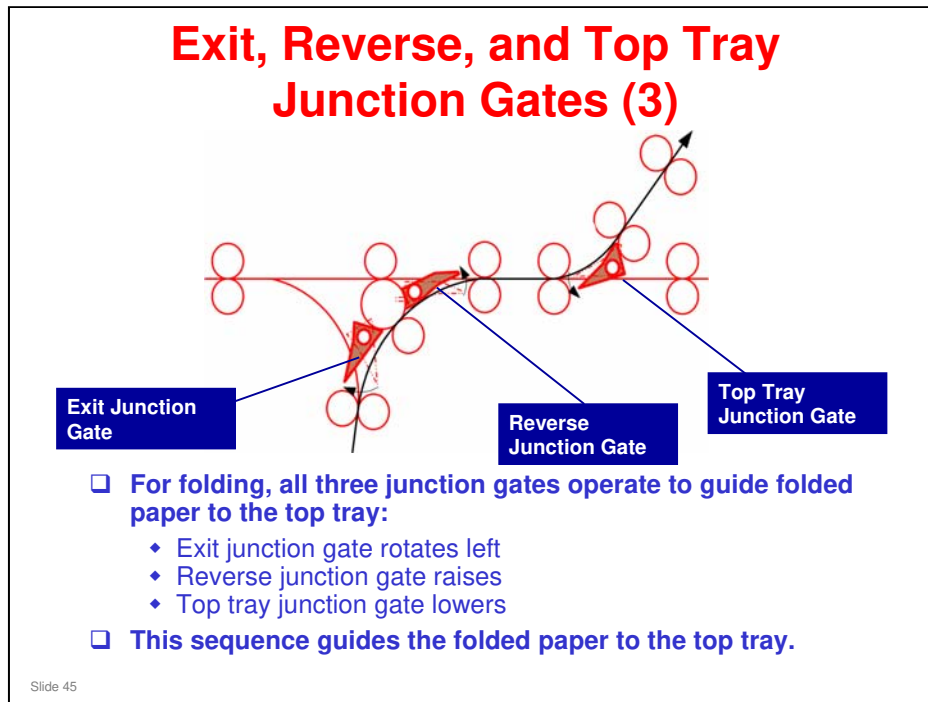 Exit, Reverse, and Top Tray
Junction Gates (3)
Exit Junction
Gate
Reverse
Junction Gate
Top Tray
Junction Gate
❑ For folding, all three junction gates operate to guide folded
paper to the top tray:
◆ Exit junction gate rotates left
◆ Reverse junction gate raises
◆ Top tray junction gate lowers
❑ This sequence guides the folded paper to the top tray.
Slide 45